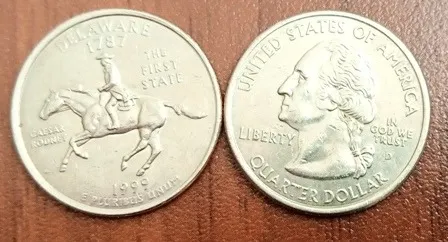 DELAWARE
1787
THE
FIRST
STATE
CAESAR
RODNEY
1999
E PLURIBUS UNUM
UNITED STATES OF AMERICA
LIBERTY
IN
GOD WE
TRUST
D
QUARTER DOLLAR